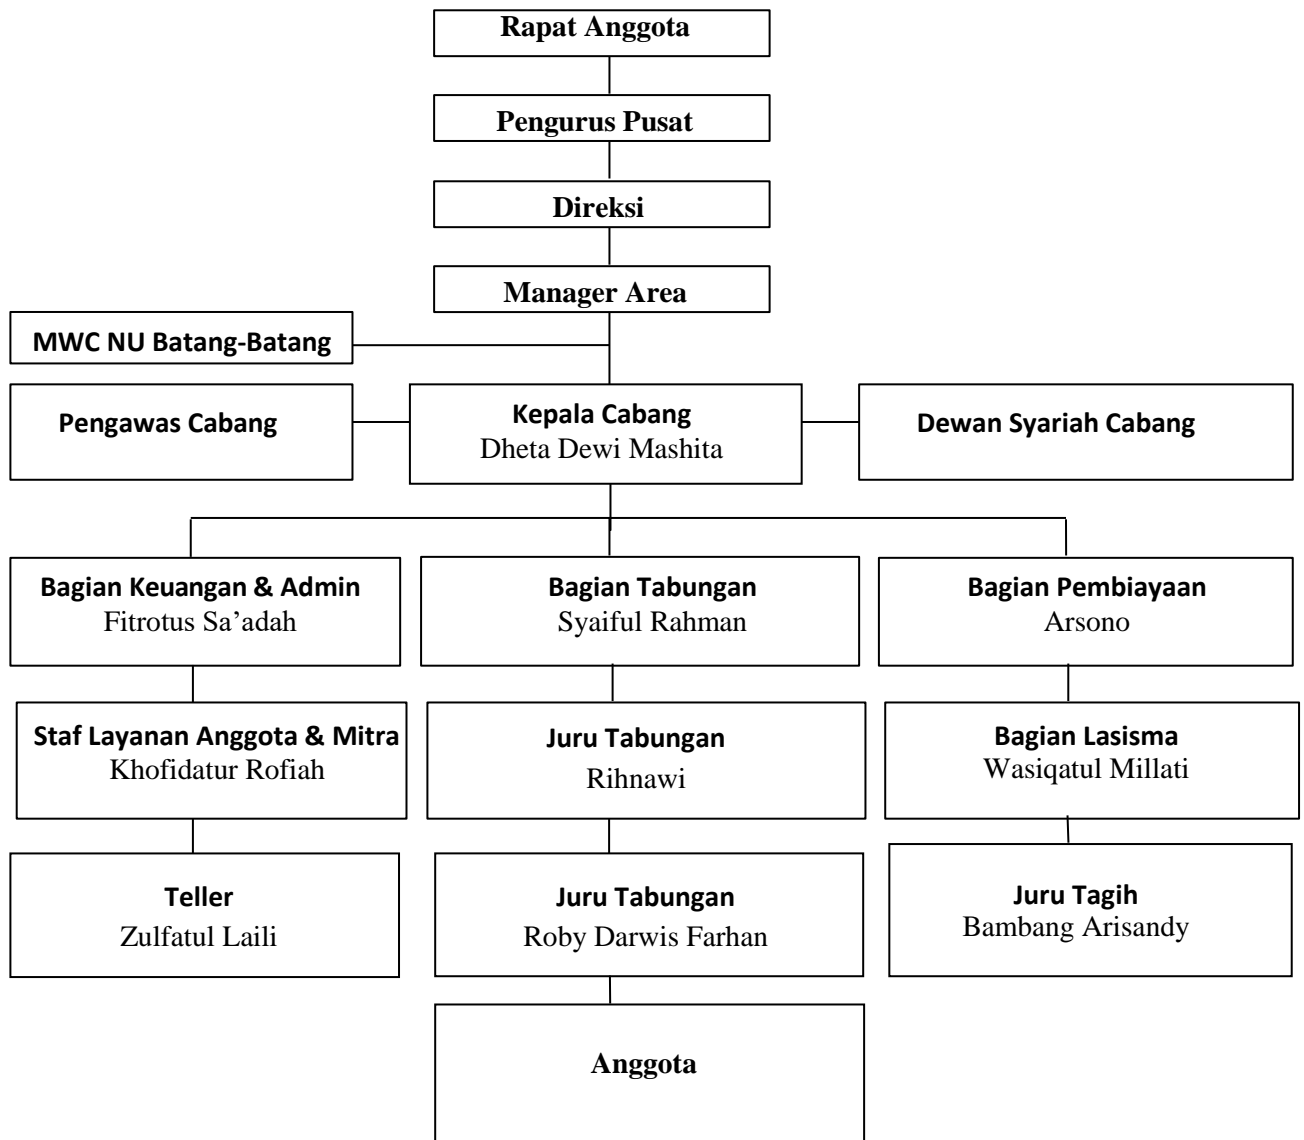 Rapat Anggota
Pengurus Pusat
Direksi
Manager Area
MWC NU Batang-Batang
Pengawas Cabang
Kepala Cabang
Dheta Dewi Mashita
Dewan Syariah Cabang
Bagian Keuangan & Admin
Fitrotus Sa’adah
Bagian Tabungan
Syaiful Rahman
Bagian Pembiayaan
Arsono
Staf Layanan Anggota & Mitra
Khofidatur Rofiah
Juru Tabungan
Rihnawi
Bagian Lasisma
Wasiqatul Millati
Teller
Zulfatul Laili
Juru Tabungan
Roby Darwis Farhan
Juru Tagih
Bambang Arisandy
Anggota